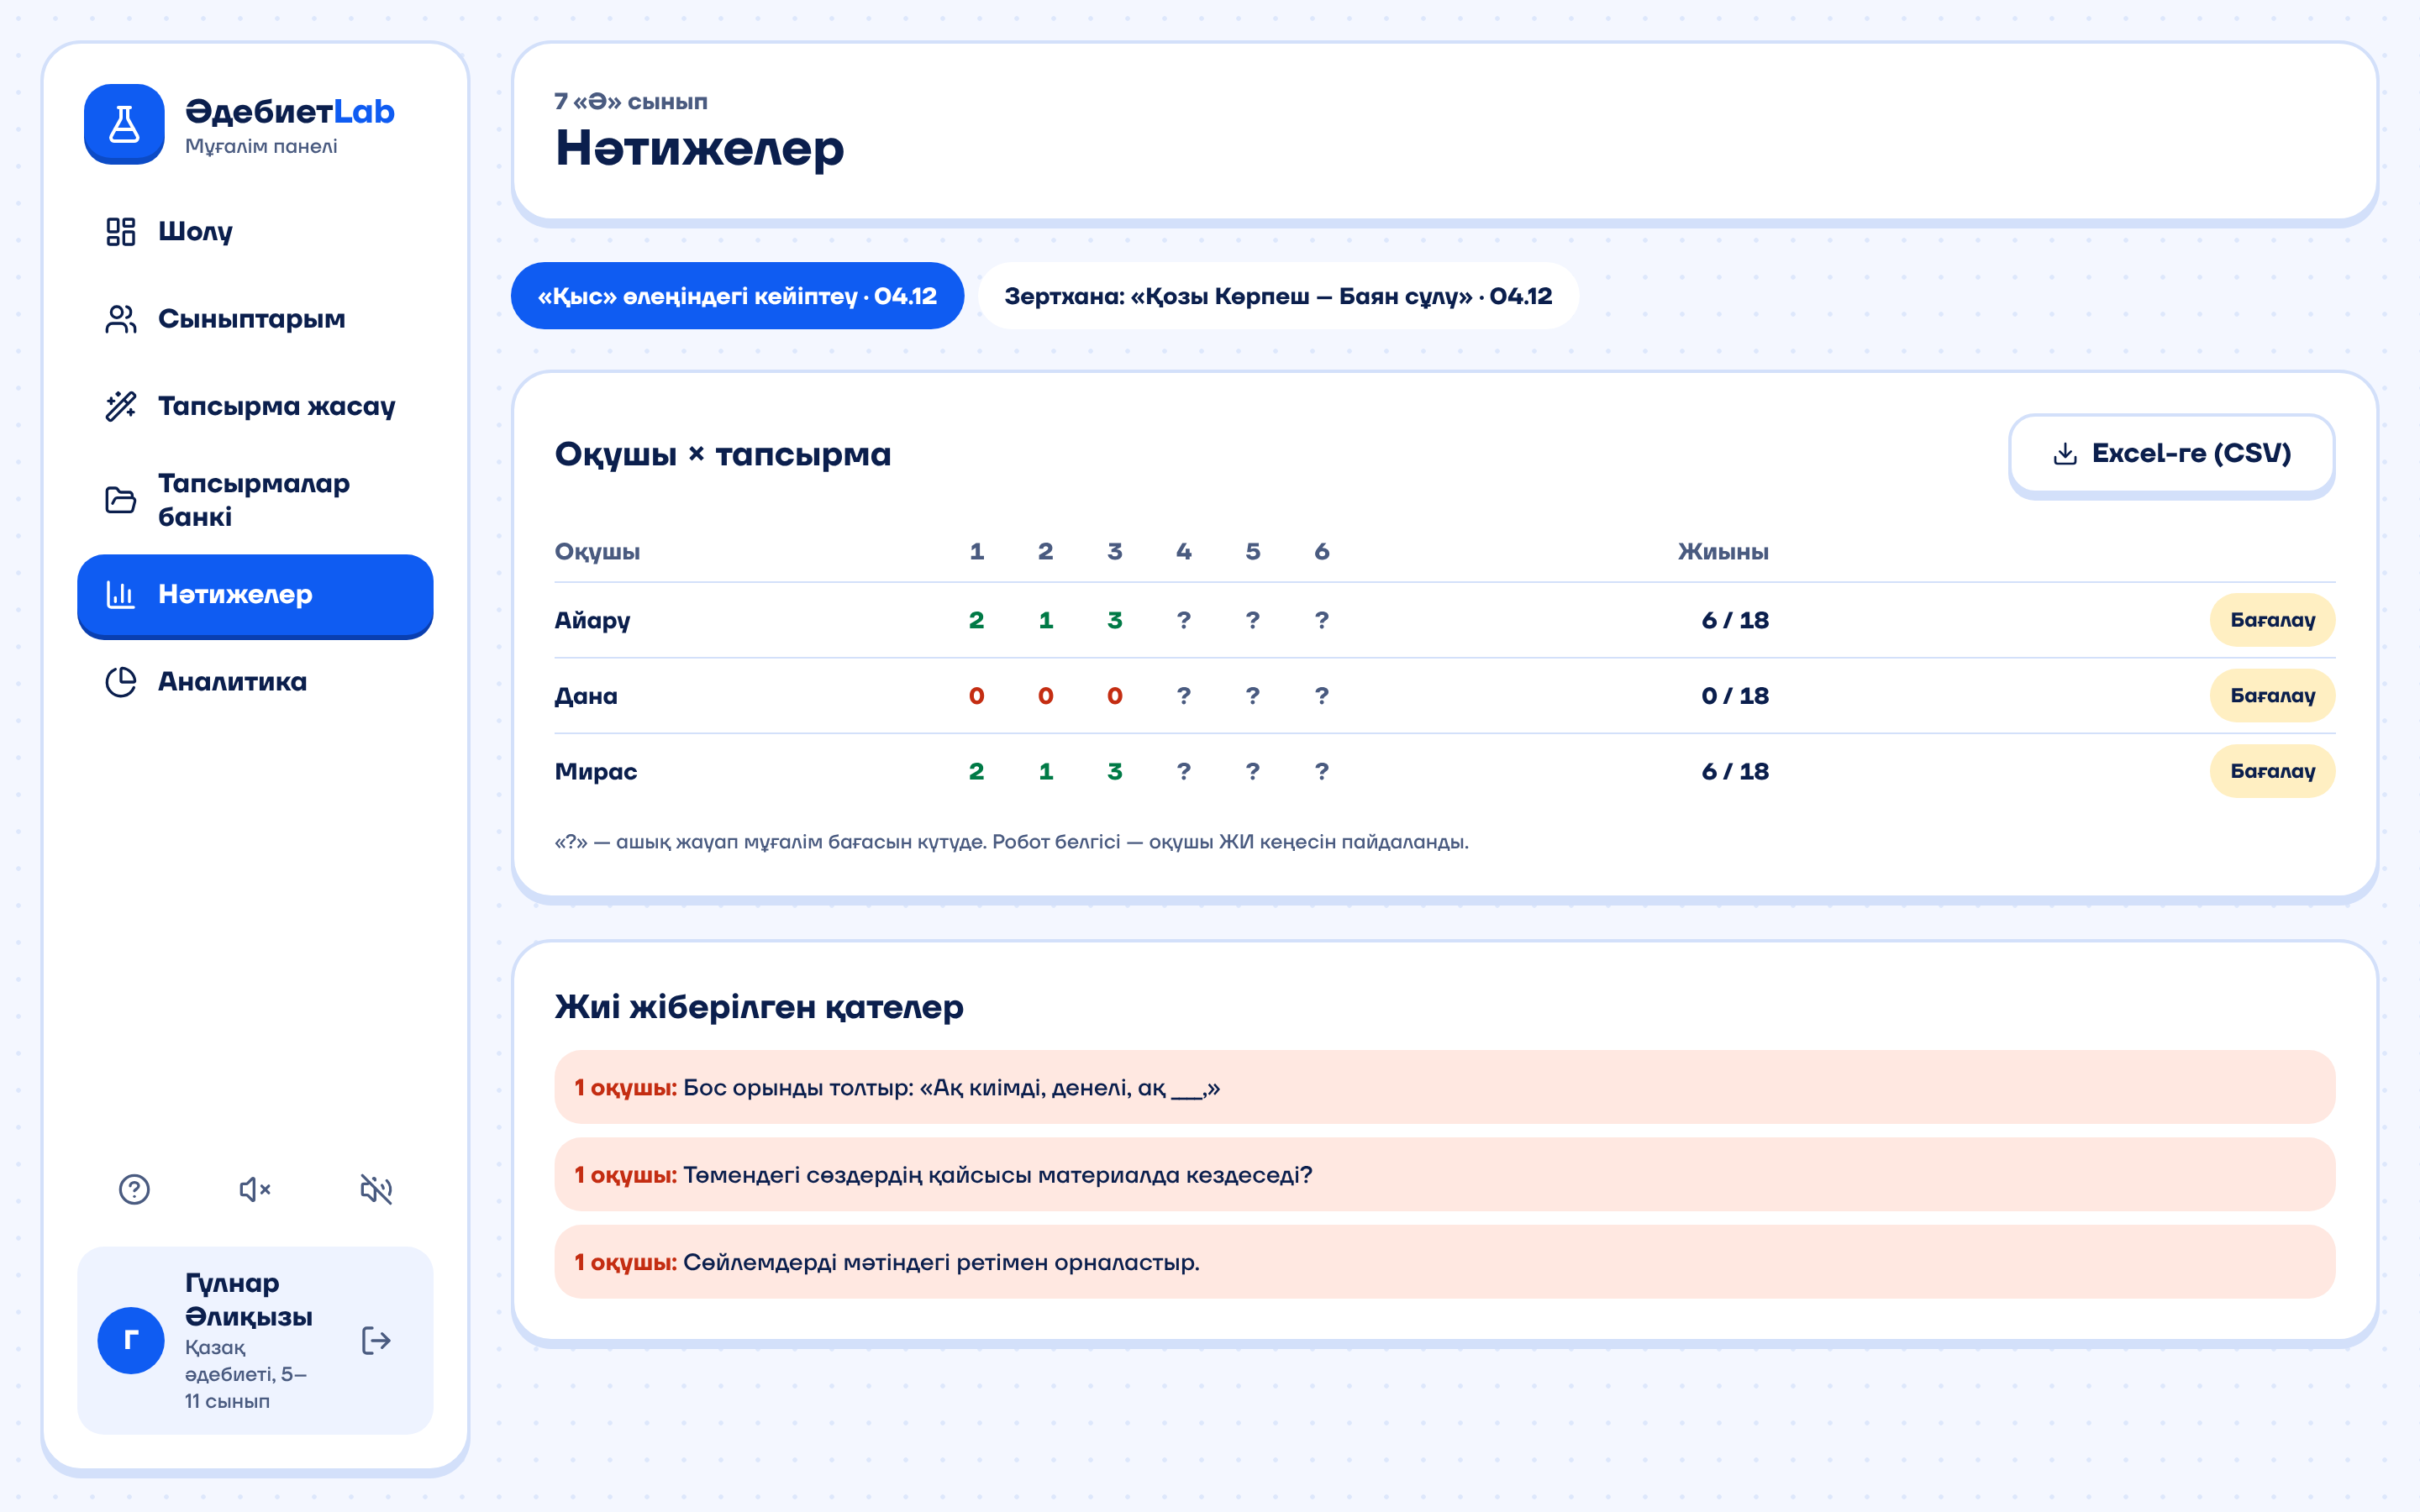 ӘдебиетLab
Мұғалім панелі
Шолу
Сыныптарым
Тапсырма жасау
Тапсырмалар
банкі
Нәтижелер
Аналитика
Г
Гүлнар
Әлиқызы
Қазақ
әдебиеті, 5–
11 сынып
7 «Ә» сынып
Нәтижелер
«Қыс» өлеңіндегі кейіптеу · 04.12
Зертхана: «Қозы Көрпеш – Баян сұлу» · 04.12
Оқушы × тапсырма
Excel-ге (CSV)
Оқушы 1 2 3 4 5 6 Жиыны
Айару 2 1 3 ? ? ? 6 / 18 Бағалау
Дана 0 0 0 ? ? ? 0 / 18 Бағалау
Мирас 2 1 3 ? ? ? 6 / 18 Бағалау
«?» — ашық жауап мұғалім бағасын күтуде. Робот белгісі — оқушы ЖИ кеңесін пайдаланды.
Жиі жіберілген қателер
1 оқушы: Бос орынды толтыр: «Ақ киімді, денелі, ақ ___,»
1 оқушы: Төмендегі сөздердің қайсысы материалда кездеседі?
1 оқушы: Сөйлемдерді мәтіндегі ретімен орналастыр.